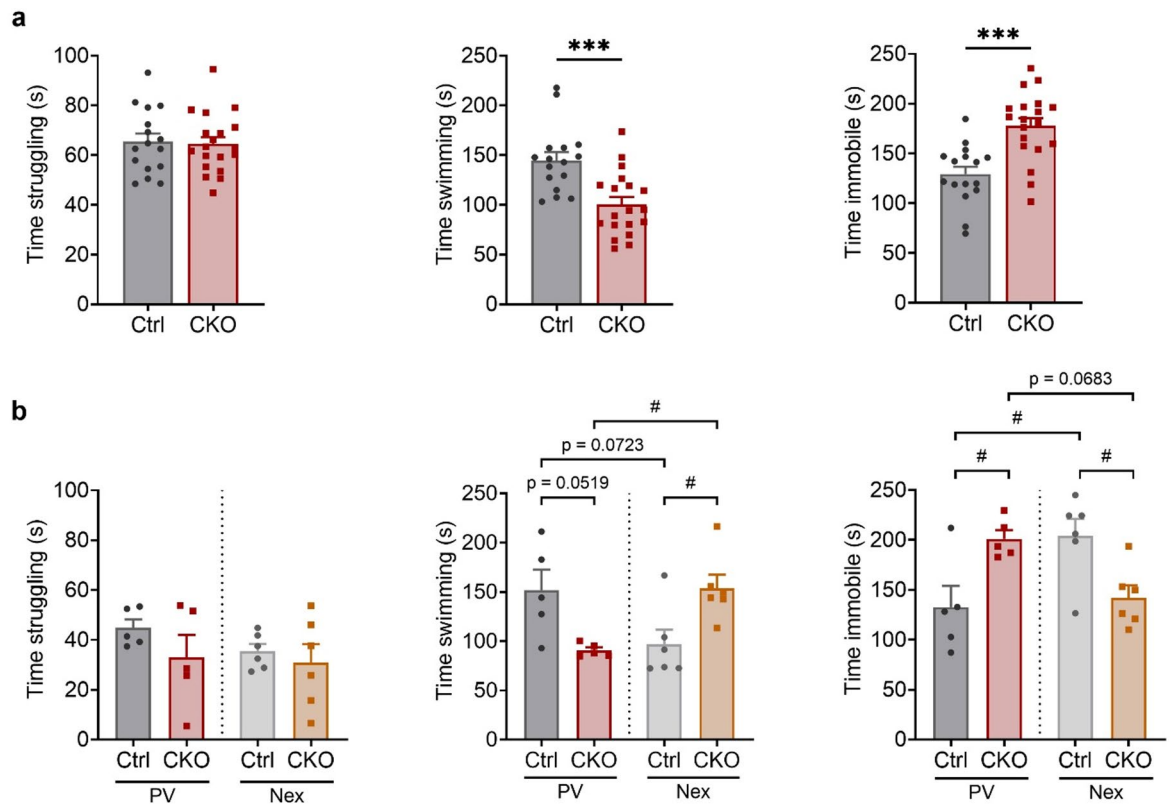 a
Time struggling (s)
100
80
60
40
20
0
Ctrl CKO
Time swimming (s)
250
200
150
100
50
0
***
Ctrl CKO
Time immobile (s)
250
200
150
100
50
0
***
Ctrl CKO
b
Time struggling (s)
100
80
60
40
20
0
Ctrl CKO Ctrl CKO
PV Nex
#
p = 0.0723
p = 0.0519 #
Time swimming (s)
250
200
150
100
50
0
Ctrl CKO Ctrl CKO
PV Nex
p = 0.0683
#
# #
Time immobile (s)
250
200
150
100
50
0
Ctrl CKO Ctrl CKO
PV Nex